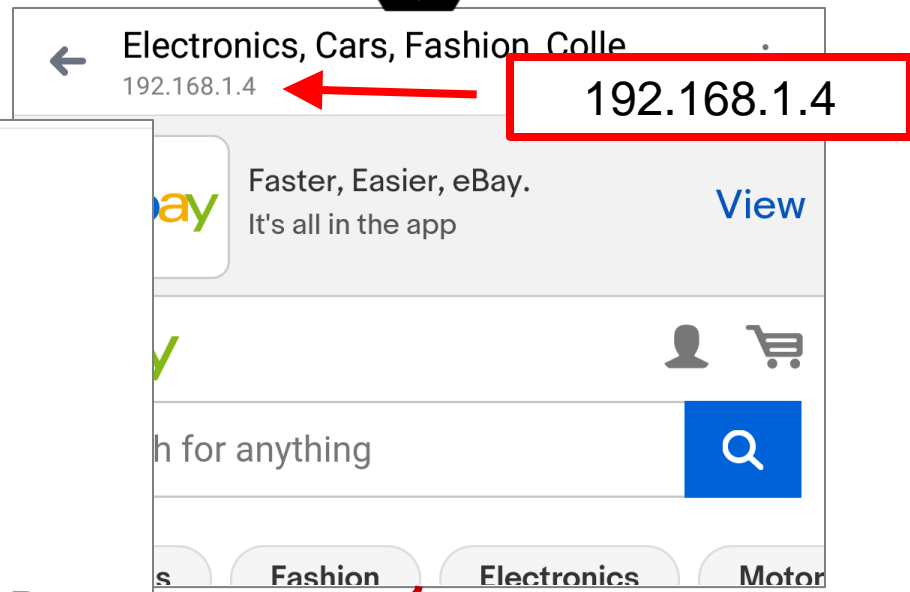 Electronics, Cars, Fashion, Colle
192.168.1.4
192.168.1.4
Faster, Easier, eBay.
ay
It's all in the app
View
y
h for anything
s
Fashion
Electronics
Motor